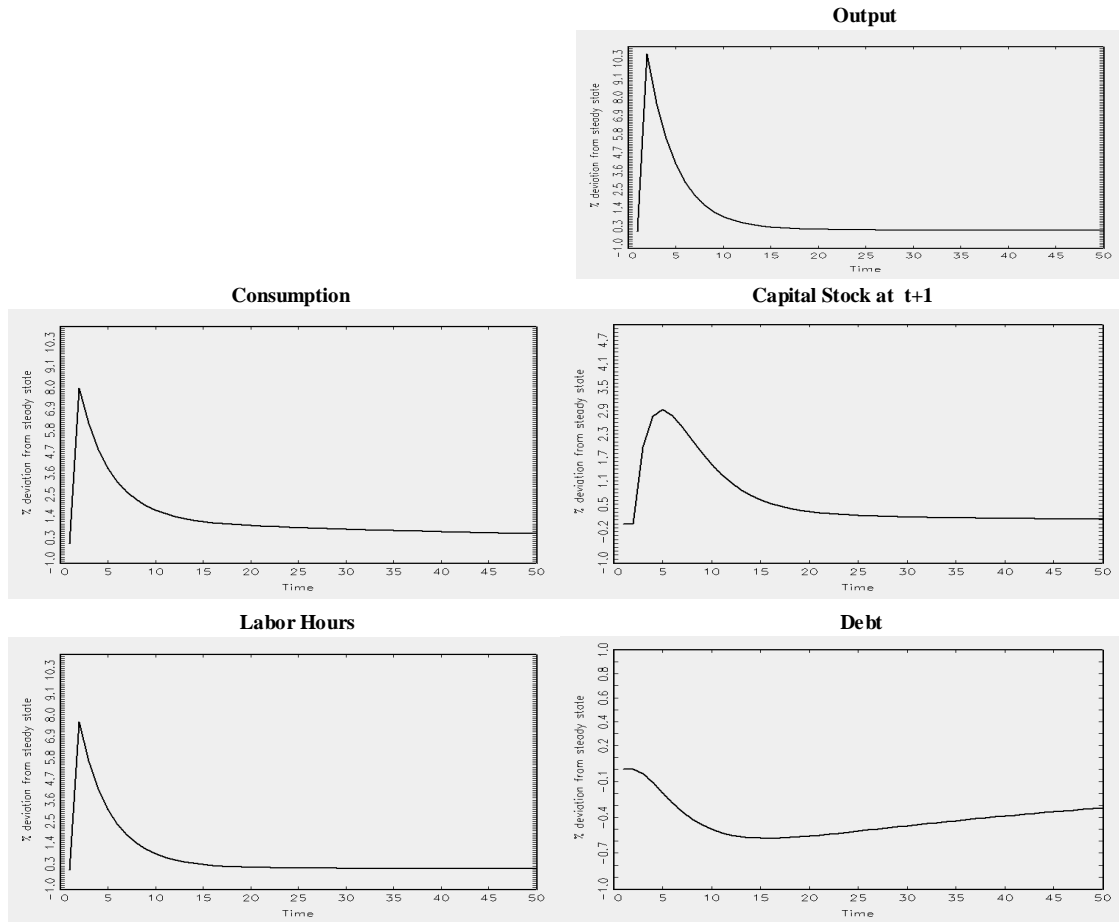 Output
% deviation from steady state
-1.0 0.3 1.4 2.5 3.6 4.7 5.8 6.9 8.0 9.1 10.3
0 5 10 15 20 25 30 35 40 45 50
Time
Consumption
% deviation from steady state
-1.0 0.3 1.4 2.5 3.6 4.7 5.8 6.9 8.0 9.1 10.3
0 5 10 15 20 25 30 35 40 45 50
Time
Capital Stock at t+1
% deviation from steady state
-1.0 -0.2 0.5 1.1 1.7 2.3 2.9 3.5 4.1 4.7
0 5 10 15 20 25 30 35 40 45 50
Time
Labor Hours
% deviation from steady state
-1.0 0.3 1.4 2.5 3.6 4.7 5.8 6.9 8.0 9.1 10.3
0 5 10 15 20 25 30 35 40 45 50
Time
Debt
% deviation from steady state
-1.0 -0.7 -0.4 -0.1 0.2 0.4 0.6 0.8 1.0
0 5 10 15 20 25 30 35 40 45 50
Time